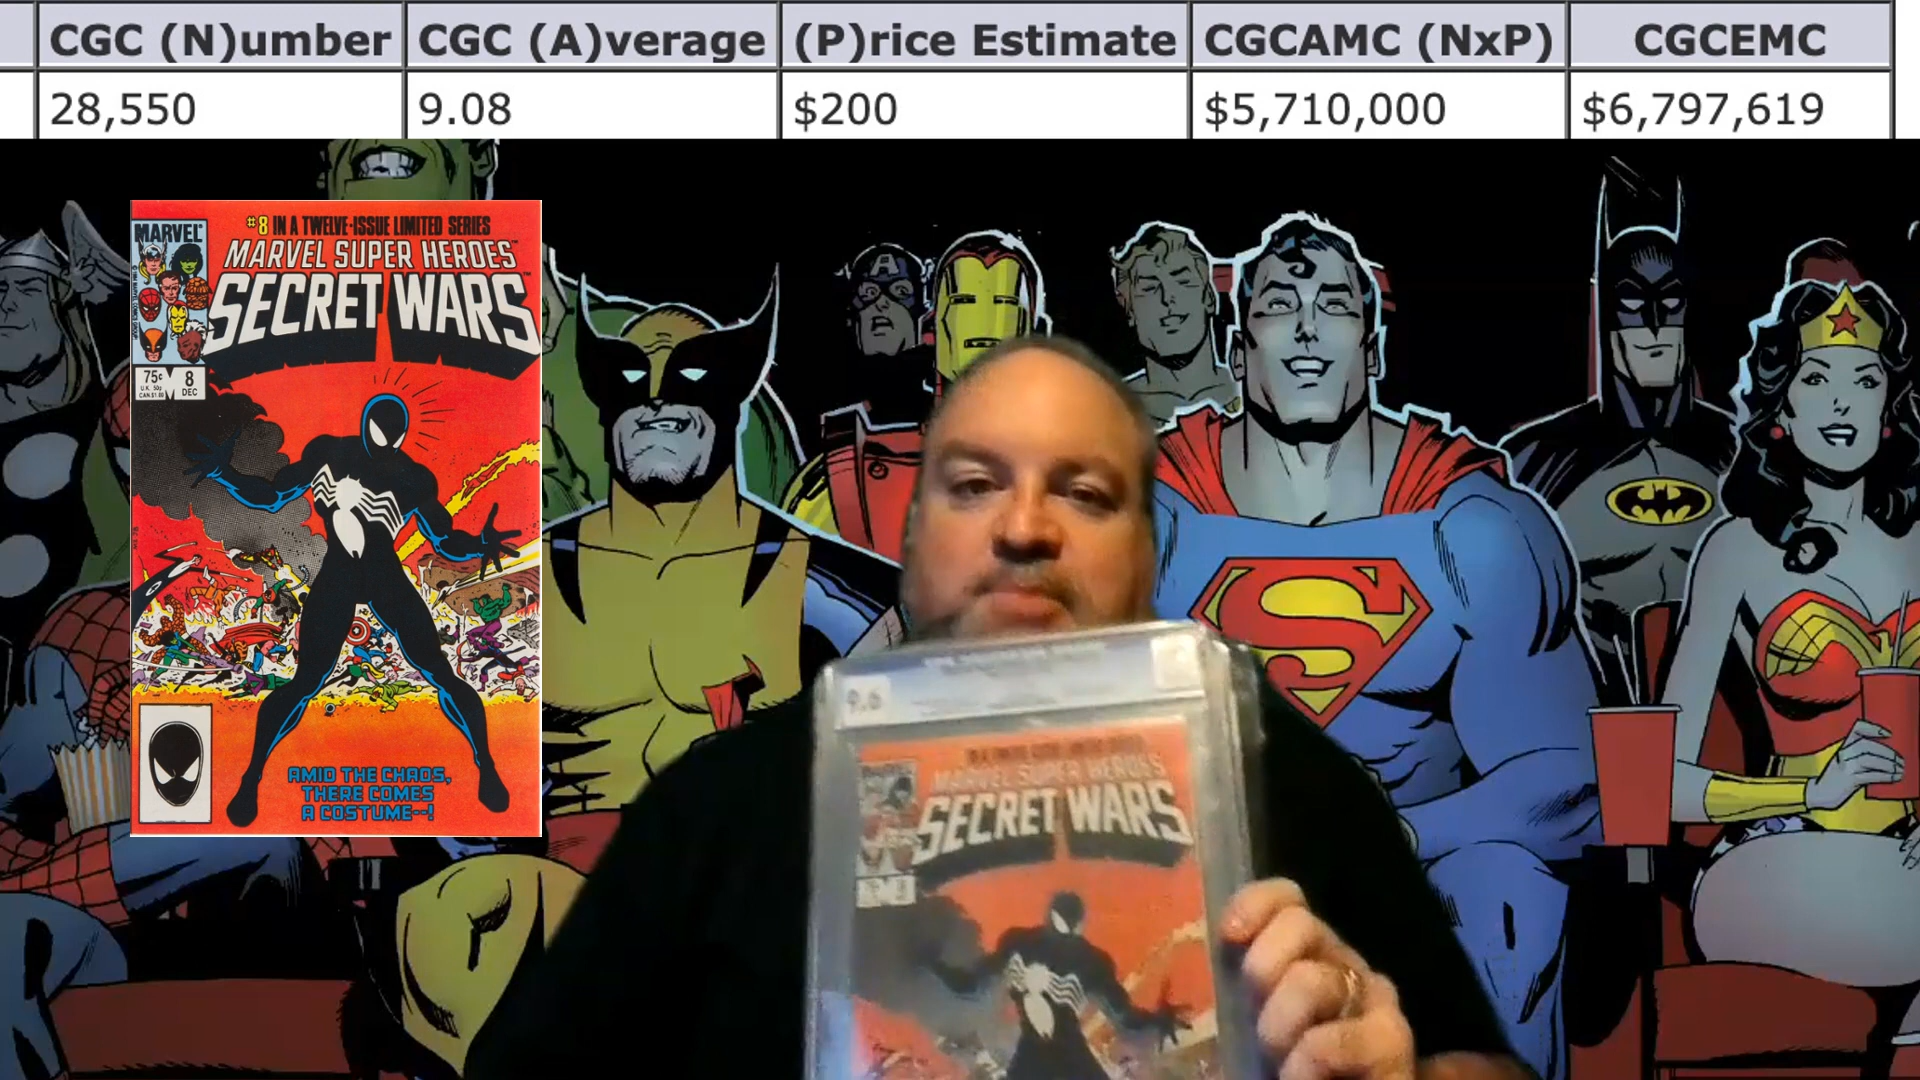 CGC (N)umber CGC (A)verage (P)rice Estimate CGCAMC (NxP) CGCEMC
28,550 9.08 $200 $5,710,000 $6,797,619
#8 IN A TWELVE-ISSUE LIMITED SERIES
MARVEL
MARVEL SUPER HEROES
SECRET WARS
75¢ 8
U.K. 50p DEC
AMID THE CHAOS,
THERE COMES
A COSTUME--!
S
9.6
MARVEL SUPER HEROES
SECRET WARS